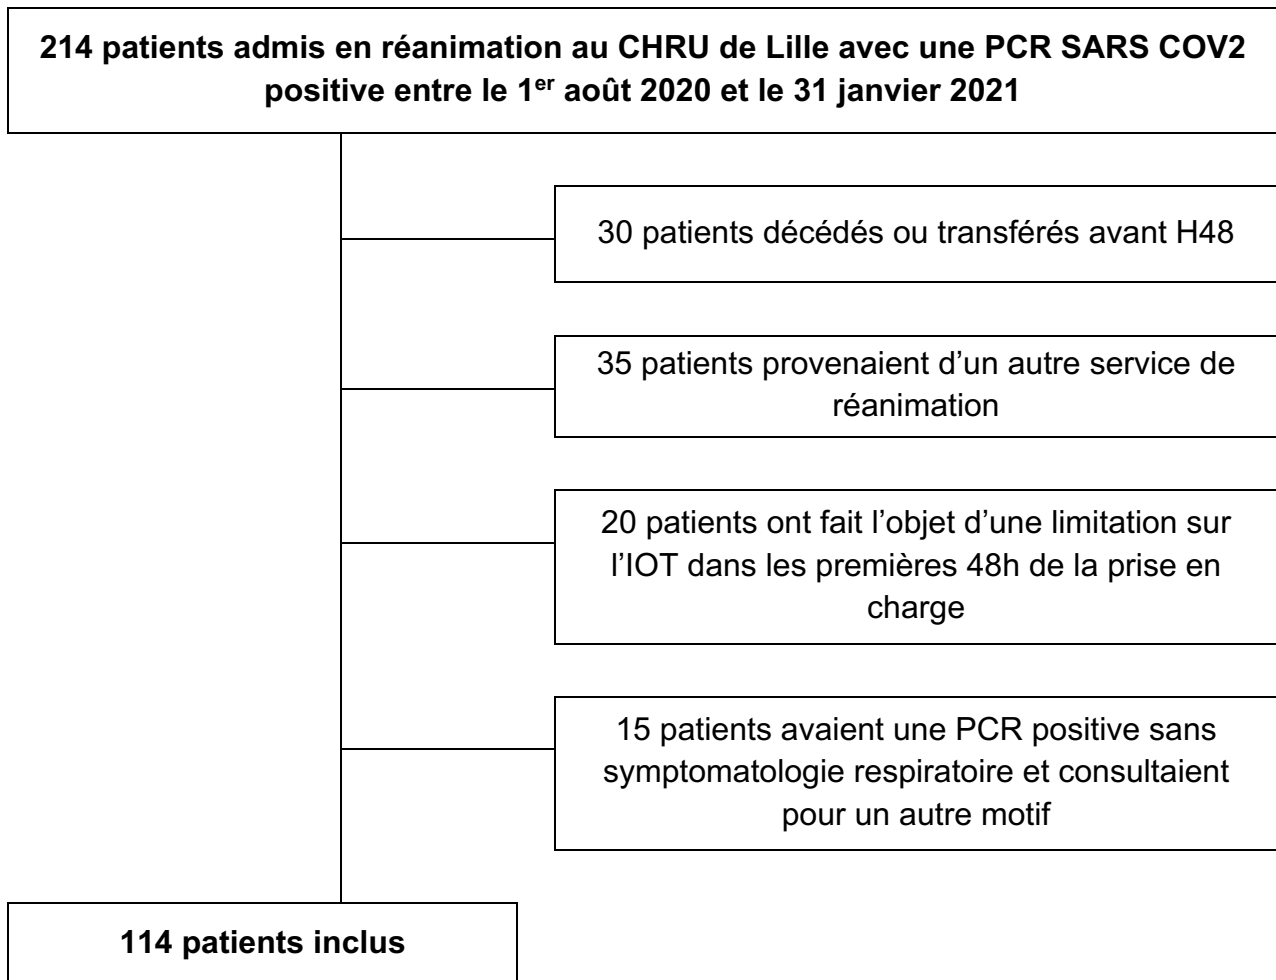 214 patients admis en réanimation au CHRU de Lille avec une PCR SARS COV2
positive entre le 1er août 2020 et le 31 janvier 2021
30 patients décédés ou transférés avant H48
35 patients provenaient d’un autre service de
réanimation
20 patients ont fait l’objet d’une limitation sur
l’IOT dans les premières 48h de la prise en
charge
15 patients avaient une PCR positive sans
symptomatologie respiratoire et consultaient
pour un autre motif
114 patients inclus